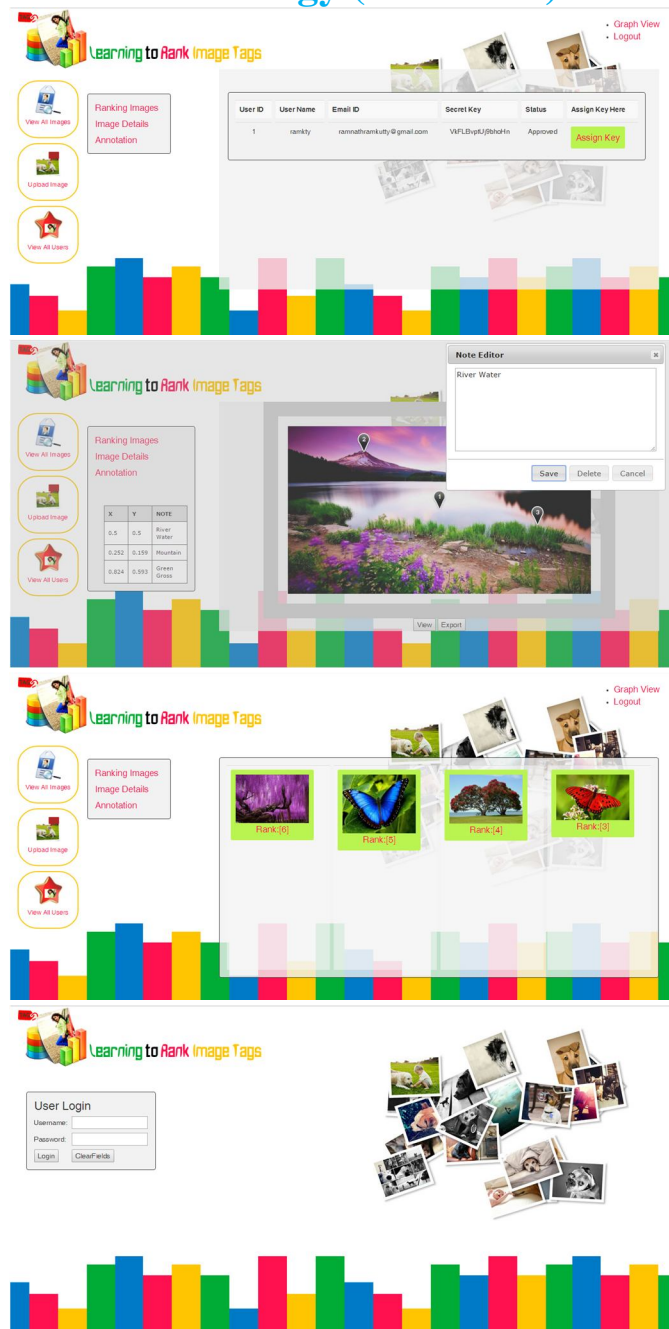 Learning to Rank Image Tags
Graph View
Logout
View All Images
Upload Image
View All Users
Ranking Images
Image Details
Annotation
User ID User Name Email ID Secret Key Status Assign Key Here
1 ramkty ramnathramkutty@gmail.com Approved Assign Key
Learning to Rank Image Tags
View All Images
Upload Image
View All Users
Ranking Images
Image Details
Annotation
X Y NOTE
0.5 0.5 River
Water
0.252 0.159 Mountain
0.824 0.593 Green
Grass
2
1
3
Note Editor
River Water
Save Delete Cancel
View Export
Learning to Rank Image Tags
Graph View
Logout
View All Images
Upload Image
View All Users
Ranking Images
Image Details
Annotation
Rank:[6] Rank:[5] Rank:[4] Rank:[3]
Learning to Rank Image Tags
User Login
Username:
Password:
Login ClearFields